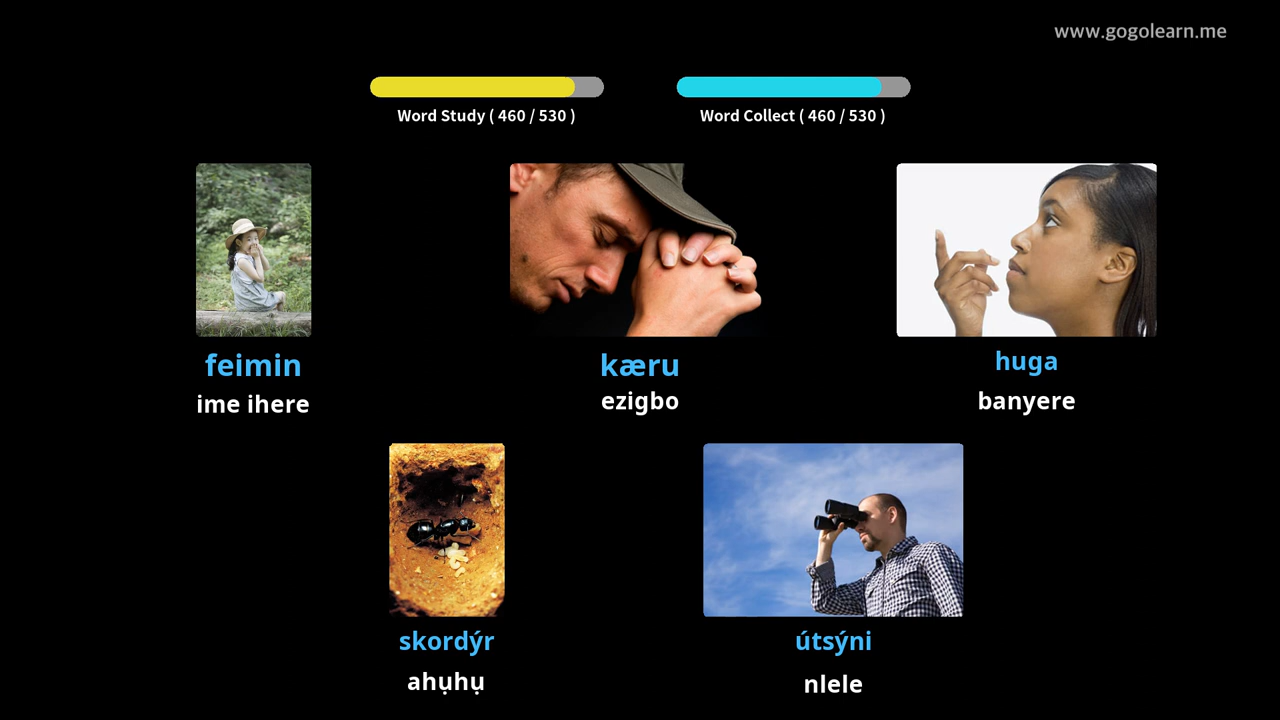 www.gogolearn.me
Word Study ( 460 / 530 )
Word Collect ( 460 / 530 )
feimin
ime ihere
kæru
ezigbo
huga
banyere
skordýr
ahụhụ
útsýni
nlele